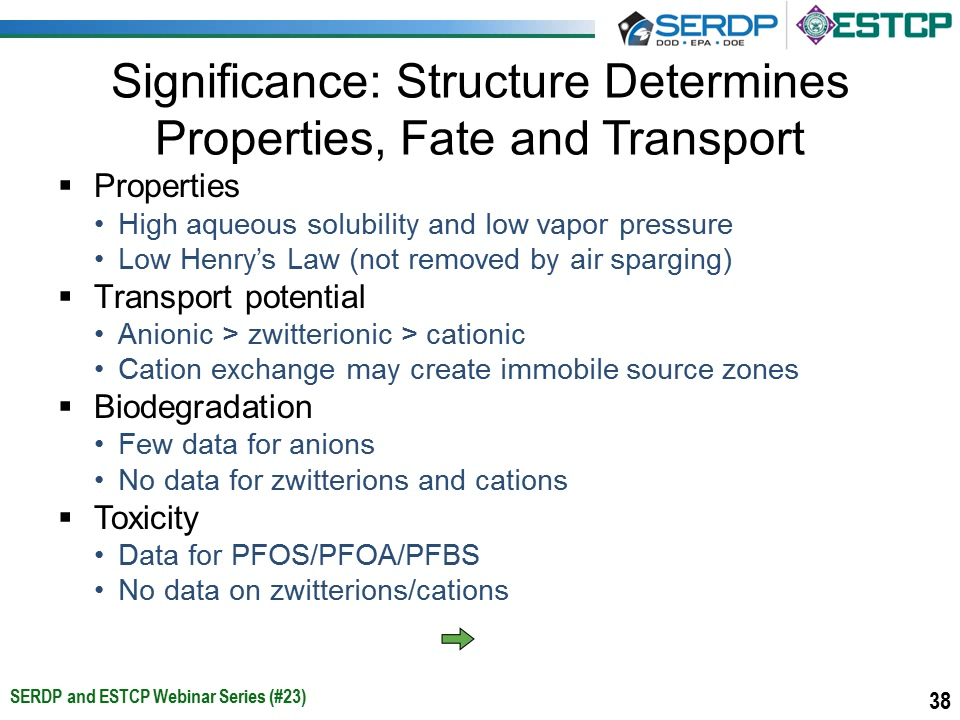 SERDP
DOD • EPA • DOE
ESTCP
Significance: Structure Determines
Properties, Fate and Transport
▪ Properties
• High aqueous solubility and low vapor pressure
• Low Henry’s Law (not removed by air sparging)
▪ Transport potential
• Anionic > zwitterionic > cationic
• Cation exchange may create immobile source zones
▪ Biodegradation
• Few data for anions
• No data for zwitterions and cations
▪ Toxicity
• Data for PFOS/PFOA/PFBS
• No data on zwitterions/cations
SERDP and ESTCP Webinar Series (#23)
38